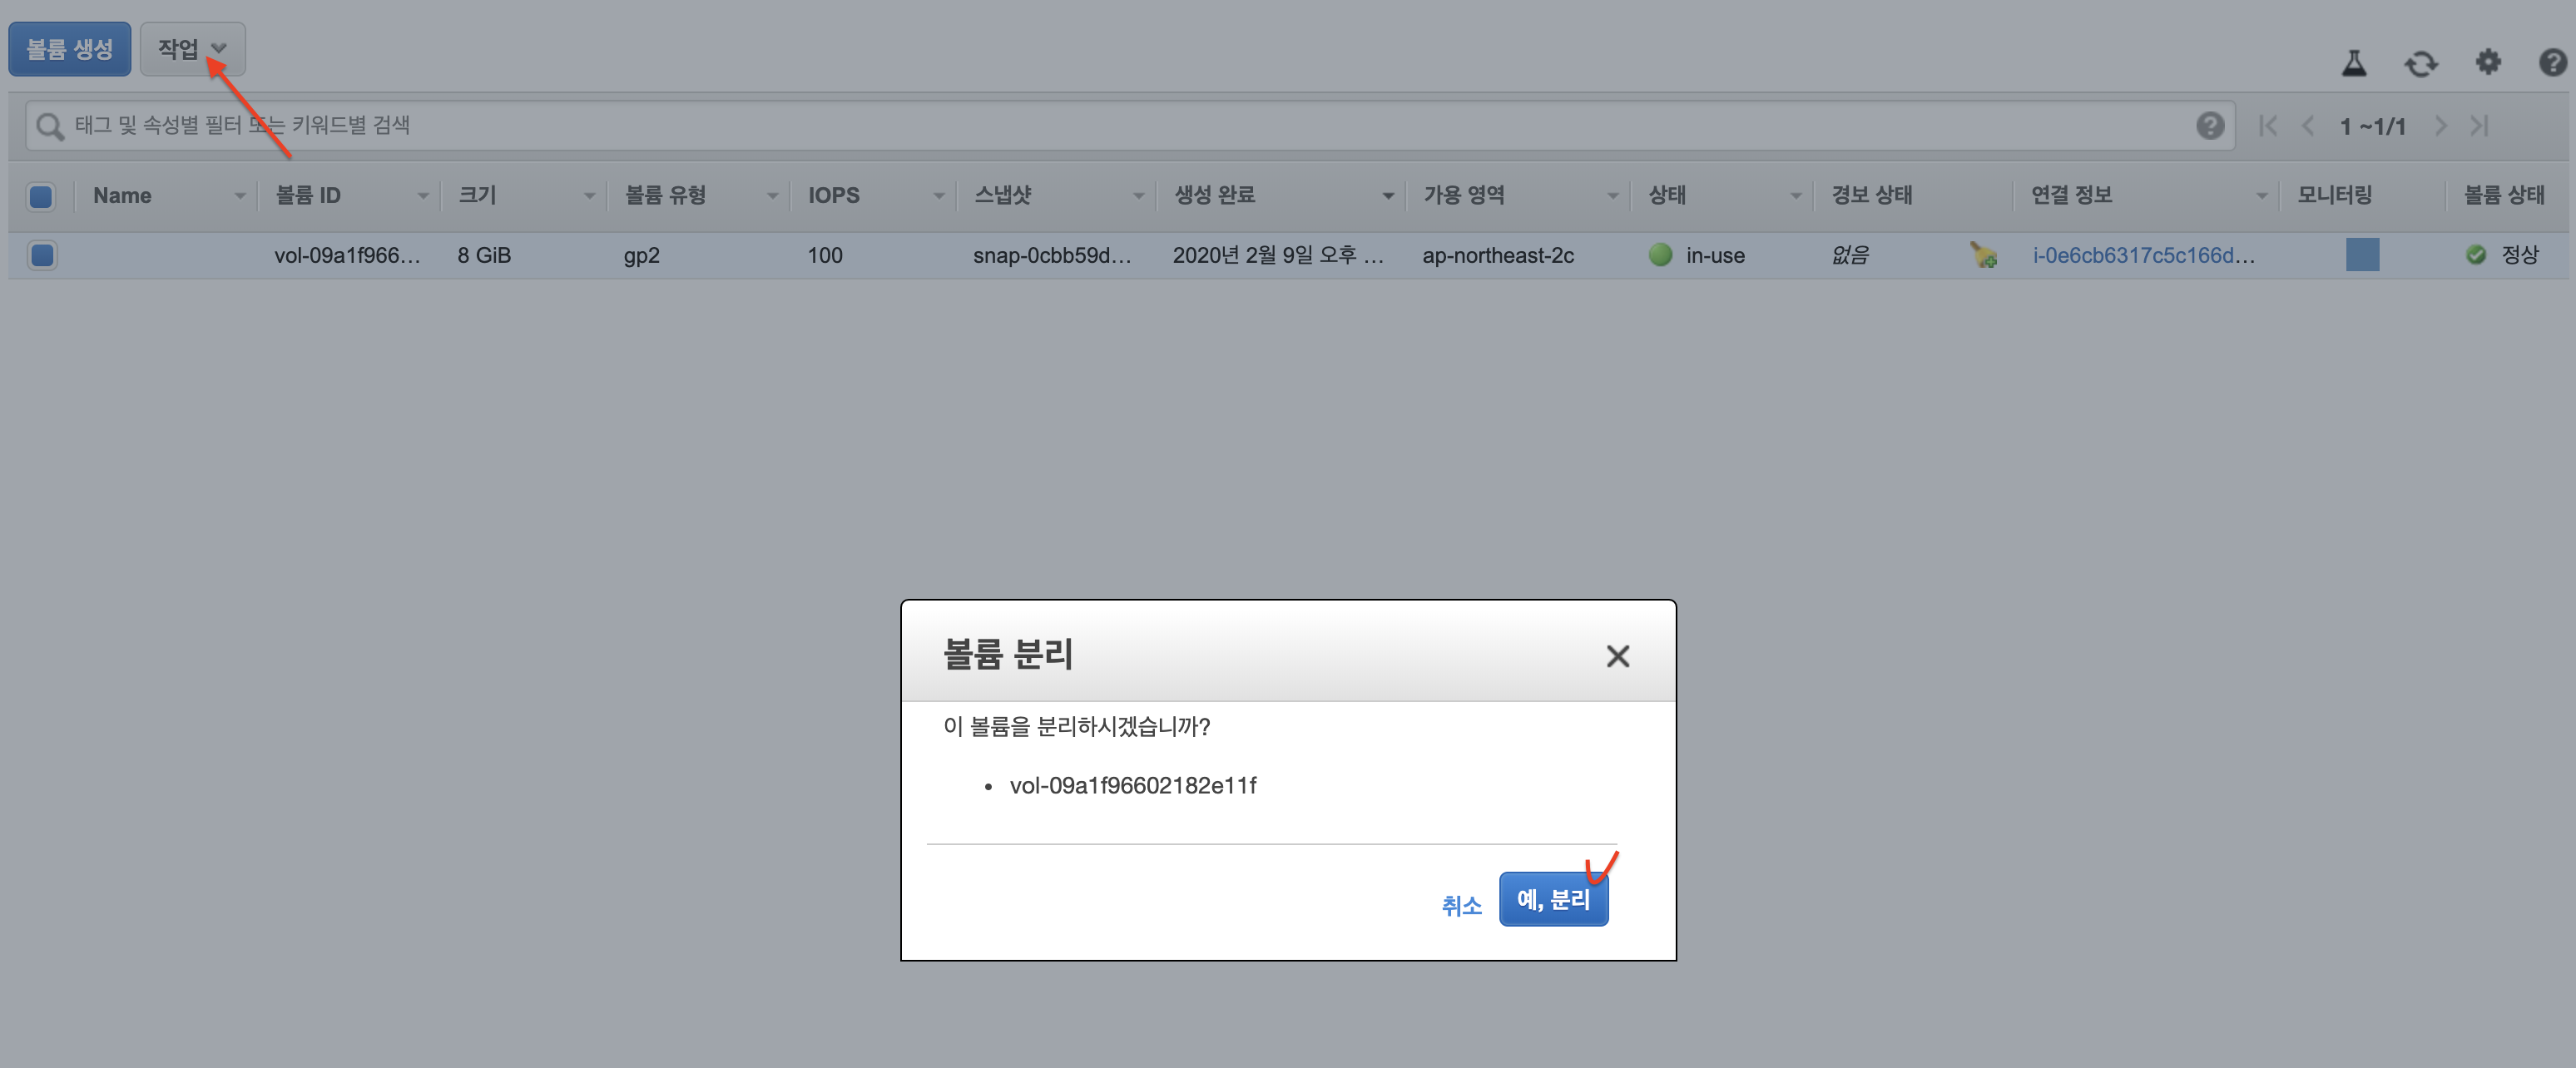 볼륨 생성 작업
태그 및 속성별 필터 또는 키워드별 검색 1 ~1/1
Name 볼륨 ID 크기 볼륨 유형 IOPS 스냅샷 생성 완료 가용 영역 상태 경보 상태 연결 정보 모니터링 볼륨 상태
vol-09a1f966... 8 GiB gp2 100 snap-0cbb59d... 2020년 2월 9일 오후 ... ap-northeast-2c in-use 없음 i-0e6cb6317c5c166d... 정상
볼륨 분리
이 볼륨을 분리하시겠습니까?
• vol-09a1f96602182e11f
취소 예, 분리